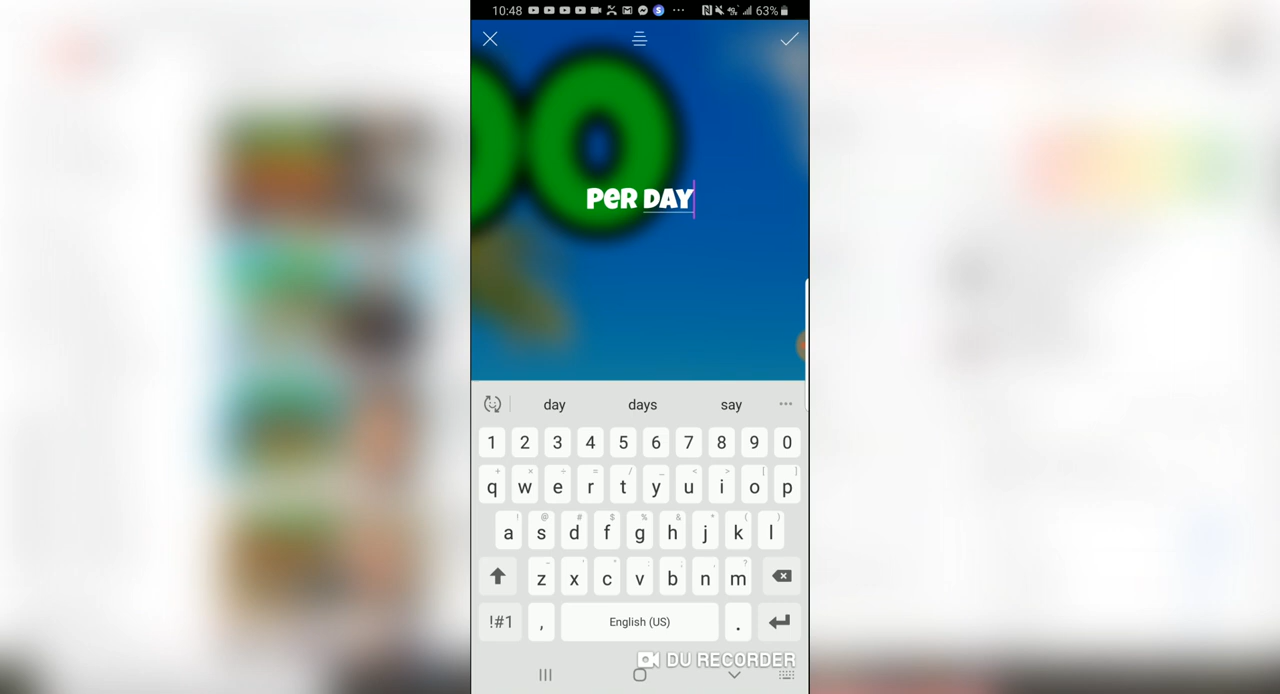 10:48 63%
00
PER DAY
day days say
1 2 3 4 5 6 7 8 9 0
q w e r t y u i o p
a s d f g h j k l
z x c v b n m
!#1 , English (US) .
DU RECORDER